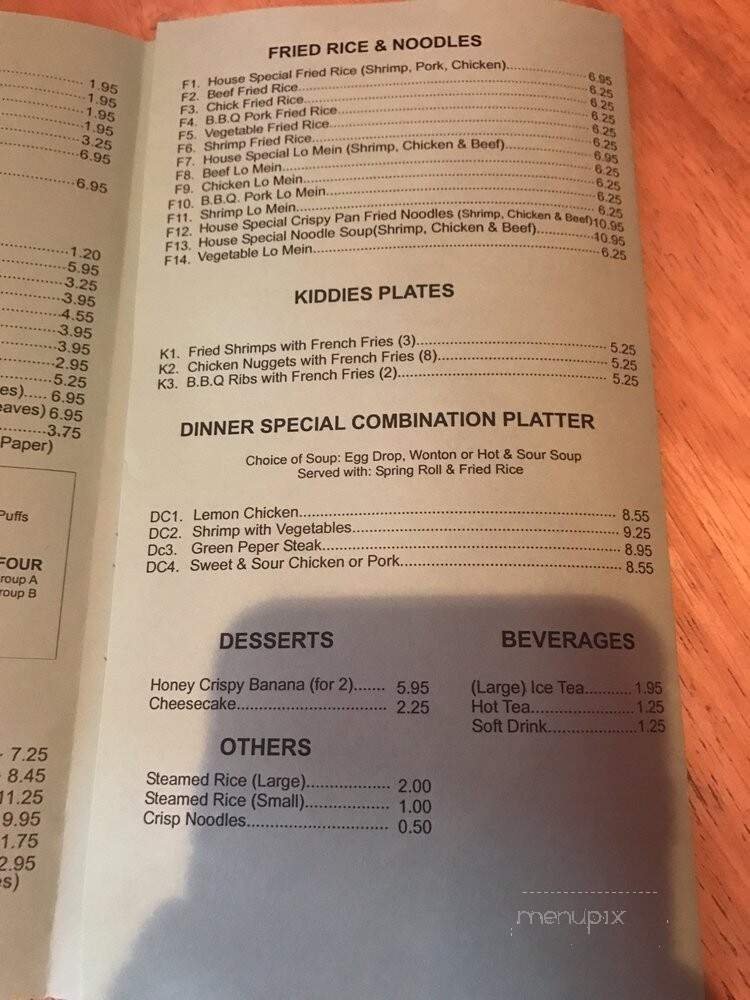 1.95
1.95
1.95
1.95
3.25
6.95
6.95
1.20
5.95
3.25
3.95
4.55
3.95
3.95
2.95
5.25
es)..... 6.95
eaves) 6.95
3.75
Paper)
Puffs
FOUR
roup A
roup B
7.25
8.45
11.25
9.95
1.75
2.95
es)
FRIED RICE & NOODLES
F1. House Special Fried Rice (Shrimp, Pork, Chicken) 6.95
F2. Beef Fried Rice 6.25
F3. Chick Fried Rice 6.25
F4. B.B.Q Pork Fried Rice 6.25
F5. Vegetable Fried Rice 6.25
F6. Shrimp Fried Rice 6.25
F7. House Special Lo Mein (Shrimp, Chicken & Beef) 6.95
F8. Beef Lo Mein 6.25
F9. Chicken Lo Mein 6.25
F10. B.B.Q. Pork Lo Mein 6.25
F11. Shrimp Lo Mein 6.25
F12. House Special Crispy Pan Fried Noodles (Shrimp, Chicken & Beef) 10.95
F13. House Special Noodle Soup(Shrimp, Chicken & Beef) 10.95
F14. Vegetable Lo Mein 6.25
KIDDIES PLATES
K1. Fried Shrimps with French Fries (3) 5.25
K2. Chicken Nuggets with French Fries (8) 5.25
K3. B.B.Q Ribs with French Fries (2) 5.25
DINNER SPECIAL COMBINATION PLATTER
Choice of Soup: Egg Drop, Wonton or Hot & Sour Soup
Served with: Spring Roll & Fried Rice
DC1. Lemon Chicken 8.55
DC2. Shrimp with Vegetables 9.25
Dc3. Green Peper Steak 8.95
DC4. Sweet & Sour Chicken or Pork 8.55
DESSERTS
Honey Crispy Banana (for 2) 5.95
Cheesecake 2.25
OTHERS
Steamed Rice (Large) 2.00
Steamed Rice (Small) 1.00
Crisp Noodles 0.50
BEVERAGES
(Large) Ice Tea 1.95
Hot Tea 1.25
Soft Drink 1.25
menupix